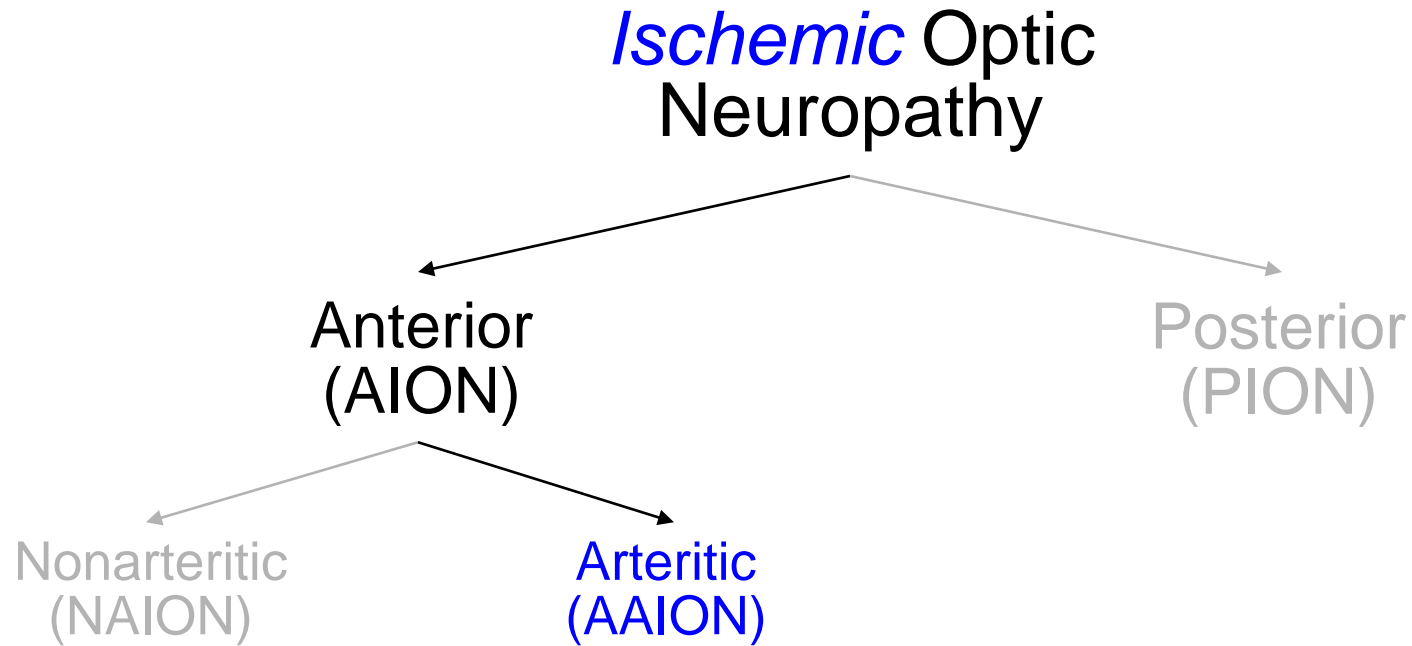 Ischemic Optic
Neuropathy
Anterior
(AION)
Posterior
(PION)
Nonarteritic
(NAION)
Arteritic
(AAION)